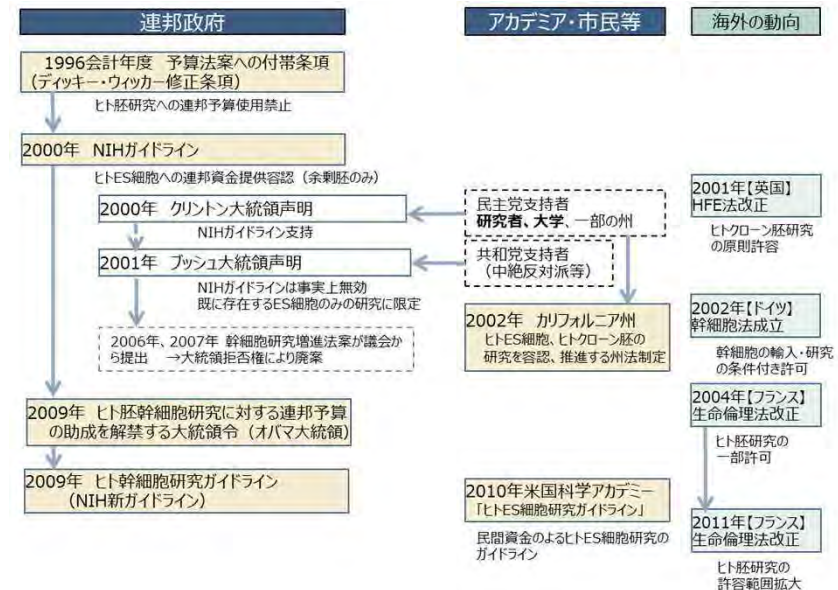 連邦政府
1996会計年度 予算法案への付帯条項
(ディッキー・ウィッカー修正条項)
ヒト胚研究への連邦予算使用禁止
2000年 NIHガイドライン
ヒトES細胞への連邦資金提供容認(余剰胚のみ)
2000年 クリントン大統領声明
NIHガイドライン支持
2001年 ブッシュ大統領声明
NIHガイドラインは事実上無効
既に存在するES細胞のみの研究に限定
2006年、2007年 幹細胞研究増進法案が議会か
ら提出 →大統領拒否権により廃案
2009年 ヒト胚幹細胞研究に対する連邦予算
の助成を解禁する大統領令(オバマ大統領)
2009年 ヒト幹細胞研究ガイドライン
(NIH新ガイドライン)
アカデミア・市民等
民主党支持者
研究者、大学、一部の州
共和党支持者
(中絶反対派等)
2002年 カリフォルニア州
ヒトES細胞、ヒトクローン胚の
研究を容認、推進する州法制定
2010年米国科学アカデミー
「ヒトES細胞研究ガイドライン」
民間資金のよるヒトES細胞研究の
ガイドライン
海外の動向
2001年【英国】
HFE法改正
ヒトクローン胚研究
の原則許容
2002年【ドイツ】
幹細胞法成立
幹細胞の輸入・研究
の条件付き許可
2004年【フランス】
生命倫理法改正
ヒト胚研究の
一部許可
2011年【フランス】
生命倫理法改正
ヒト胚研究の
許容範囲拡大